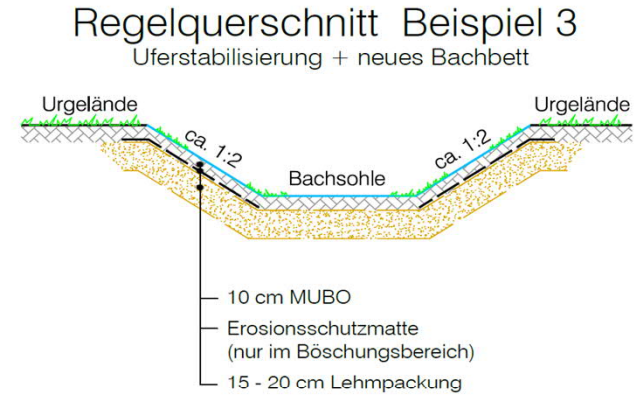 Regelquerschnitt Beispiel 3
Uferstabilisierung + neues Bachbett
Urgelände
Urgelände
ca. 1:2
ca. 1:2
Bachsohle
10 cm MUBO
Erosionsschutzmatte
(nur im Böschungsbereich)
15 - 20 cm Lehmpackung